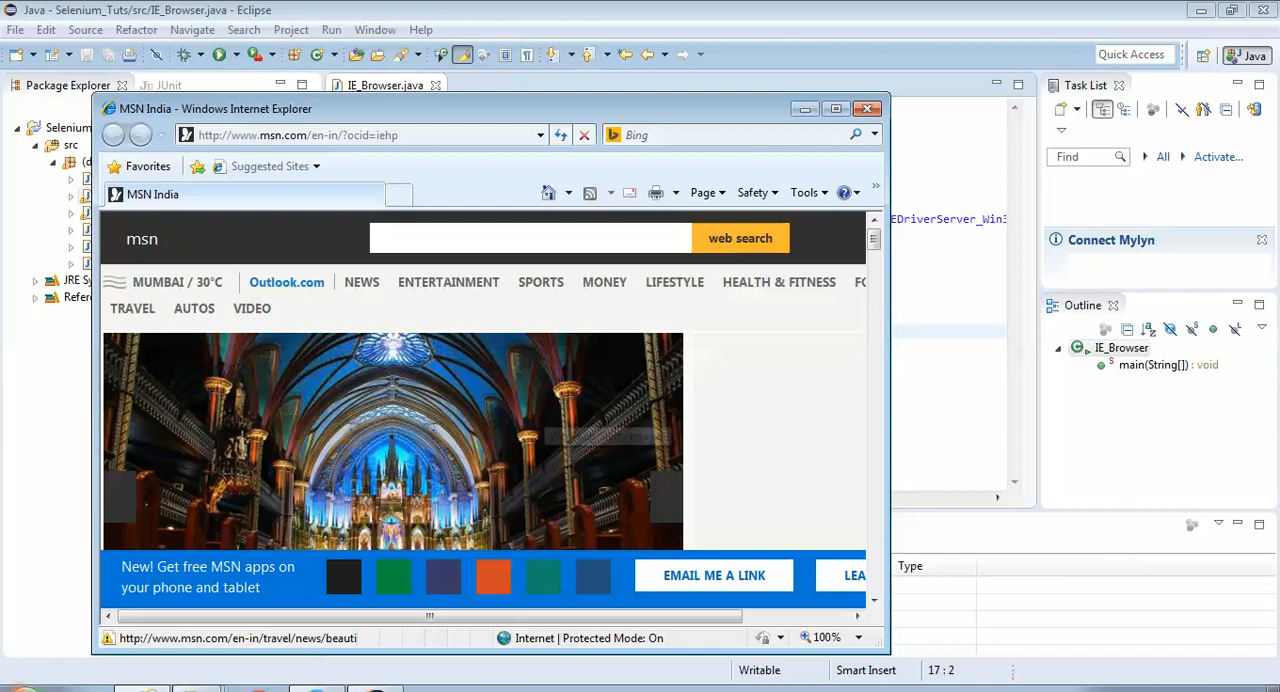 Java - Selenium_Tuts/src/IE_Browser.java - Eclipse
File Edit Source Refactor Navigate Search Project Run Window Help
Quick Access
Java
Package Explorer
JUnit
IE_Browser.java
Task List
Selenium
src
(d
JRE Sy
Refere
MSN India - Windows Internet Explorer
http://www.msn.com/en-in/?ocid=iehp
Bing
Favorites
Suggested Sites
MSN India
Page
Safety
Tools
msn
web search
MUMBAI / 30°C
Outlook.com
NEWS ENTERTAINMENT SPORTS MONEY LIFESTYLE HEALTH & FITNESS FO
TRAVEL AUTOS VIDEO
New! Get free MSN apps on
your phone and tablet
EMAIL ME A LINK
LEA
http://www.msn.com/en-in/travel/news/beauti
Internet | Protected Mode: On
100%
EDriverServer_Win3
Find
All
Activate...
Connect Mylyn
Outline
IE_Browser
main(String[]) : void
Type
Writable
Smart Insert
17 : 2